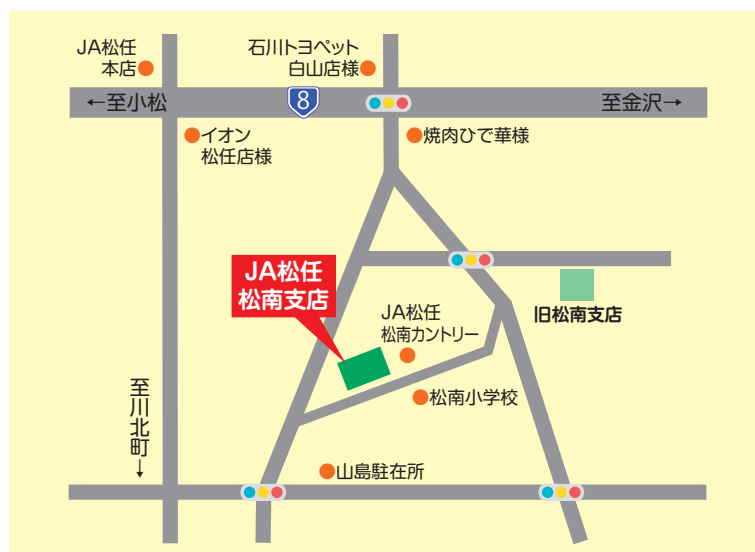 JA松任
本店
石川トヨペット
白山店様
←至小松
8
至金沢→
イオン
松任店様
焼肉ひで華様
JA松任
松南支店
旧松南支店
JA松任
松南カントリー
松南小学校
至川北町→
山島駐在所